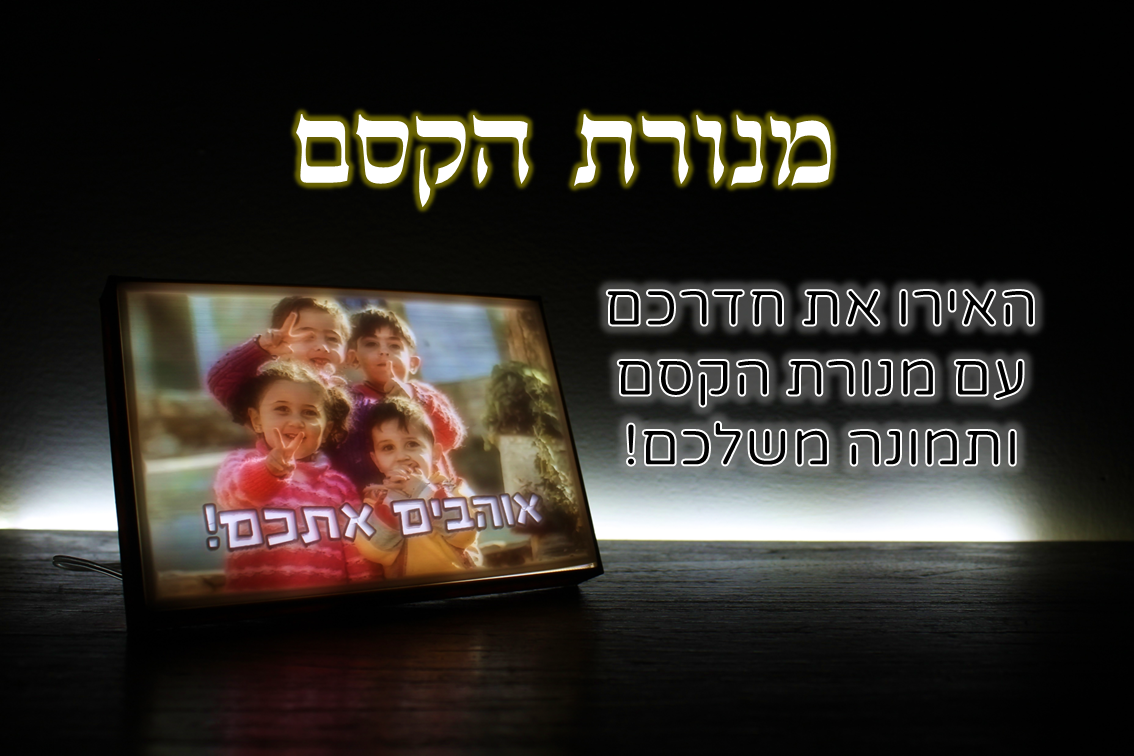 מנורת הקסם
האירו את חדרכם
עם מנורת הקסם
ותמונה משלכם!
אוהבים אתכם!